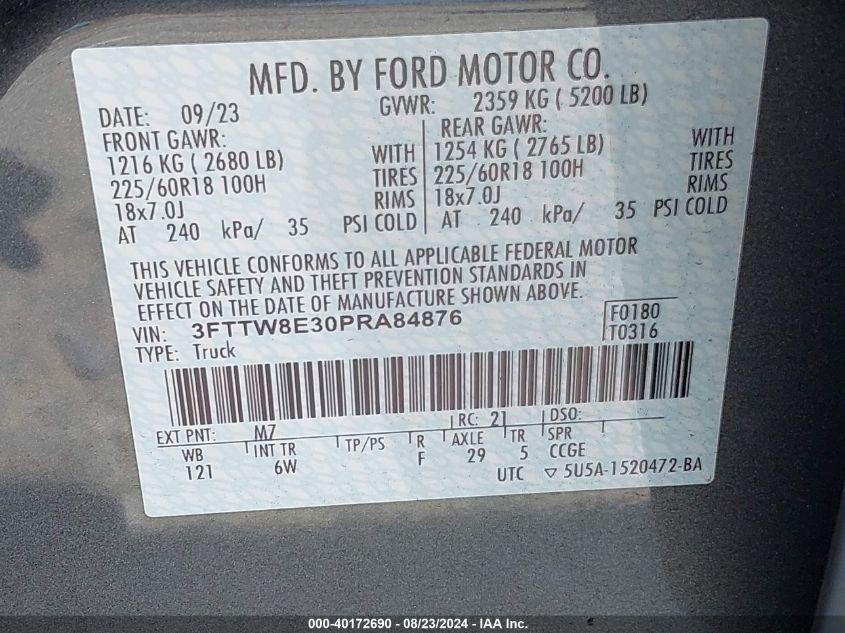 MFD. BY FORD MOTOR CO.
DATE: 09/23 GVWR: 2359 KG ( 5200 LB)
FRONT GAWR: REAR GAWR:
1216 KG ( 2680 LB) WITH 1254 KG ( 2765 LB) WITH
225/60R18 100H TIRES 225/60R18 100H TIRES
18x7.0J RIMS 18x7.0J RIMS
AT 240 kPa/ 35 PSI COLD AT 240 kPa/ 35 PSI COLD
THIS VEHICLE CONFORMS TO ALL APPLICABLE FEDERAL MOTOR
VEHICLE SAFETY AND THEFT PREVENTION STANDARDS IN
EFFECT ON THE DATE OF MANUFACTURE SHOWN ABOVE.
VIN: 3FTTW8E30PRA84876 F0180
TYPE: Truck T0316
EXT PNT: M7 RC: 21 DSO:
WB INT TR TP/PS R AXLE TR SPR
121 6W F 29 5 CCGE
UTC ▽ 5U5A-1520472-BA
000-40172690 - 08/23/2024 - IAA Inc.